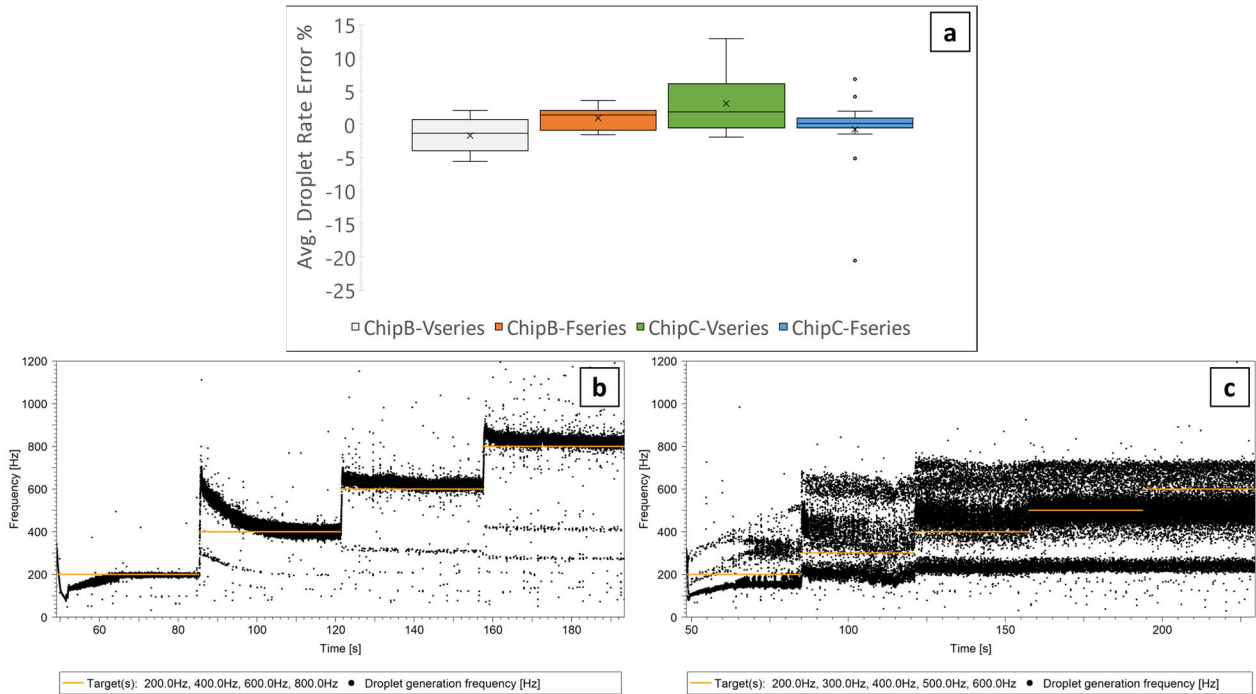 a
Avg. Droplet Rate Error %
15
10
5
0
-5
-10
-15
-20
-25
ChipB-Vseries ChipB-Fseries ChipC-Vseries ChipC-Fseries
b
Frequency [Hz]
1200
1000
800
600
400
200
0
60 80 100 120 140 160 180
Time [s]
Target(s): 200.0Hz, 400.0Hz, 600.0Hz, 800.0Hz Droplet generation frequency [Hz]
c
Frequency [Hz]
1200
1000
800
600
400
200
0
50 100 150 200
Time [s]
Target(s): 200.0Hz, 300.0Hz, 400.0Hz, 500.0Hz, 600.0Hz Droplet generation frequency [Hz]